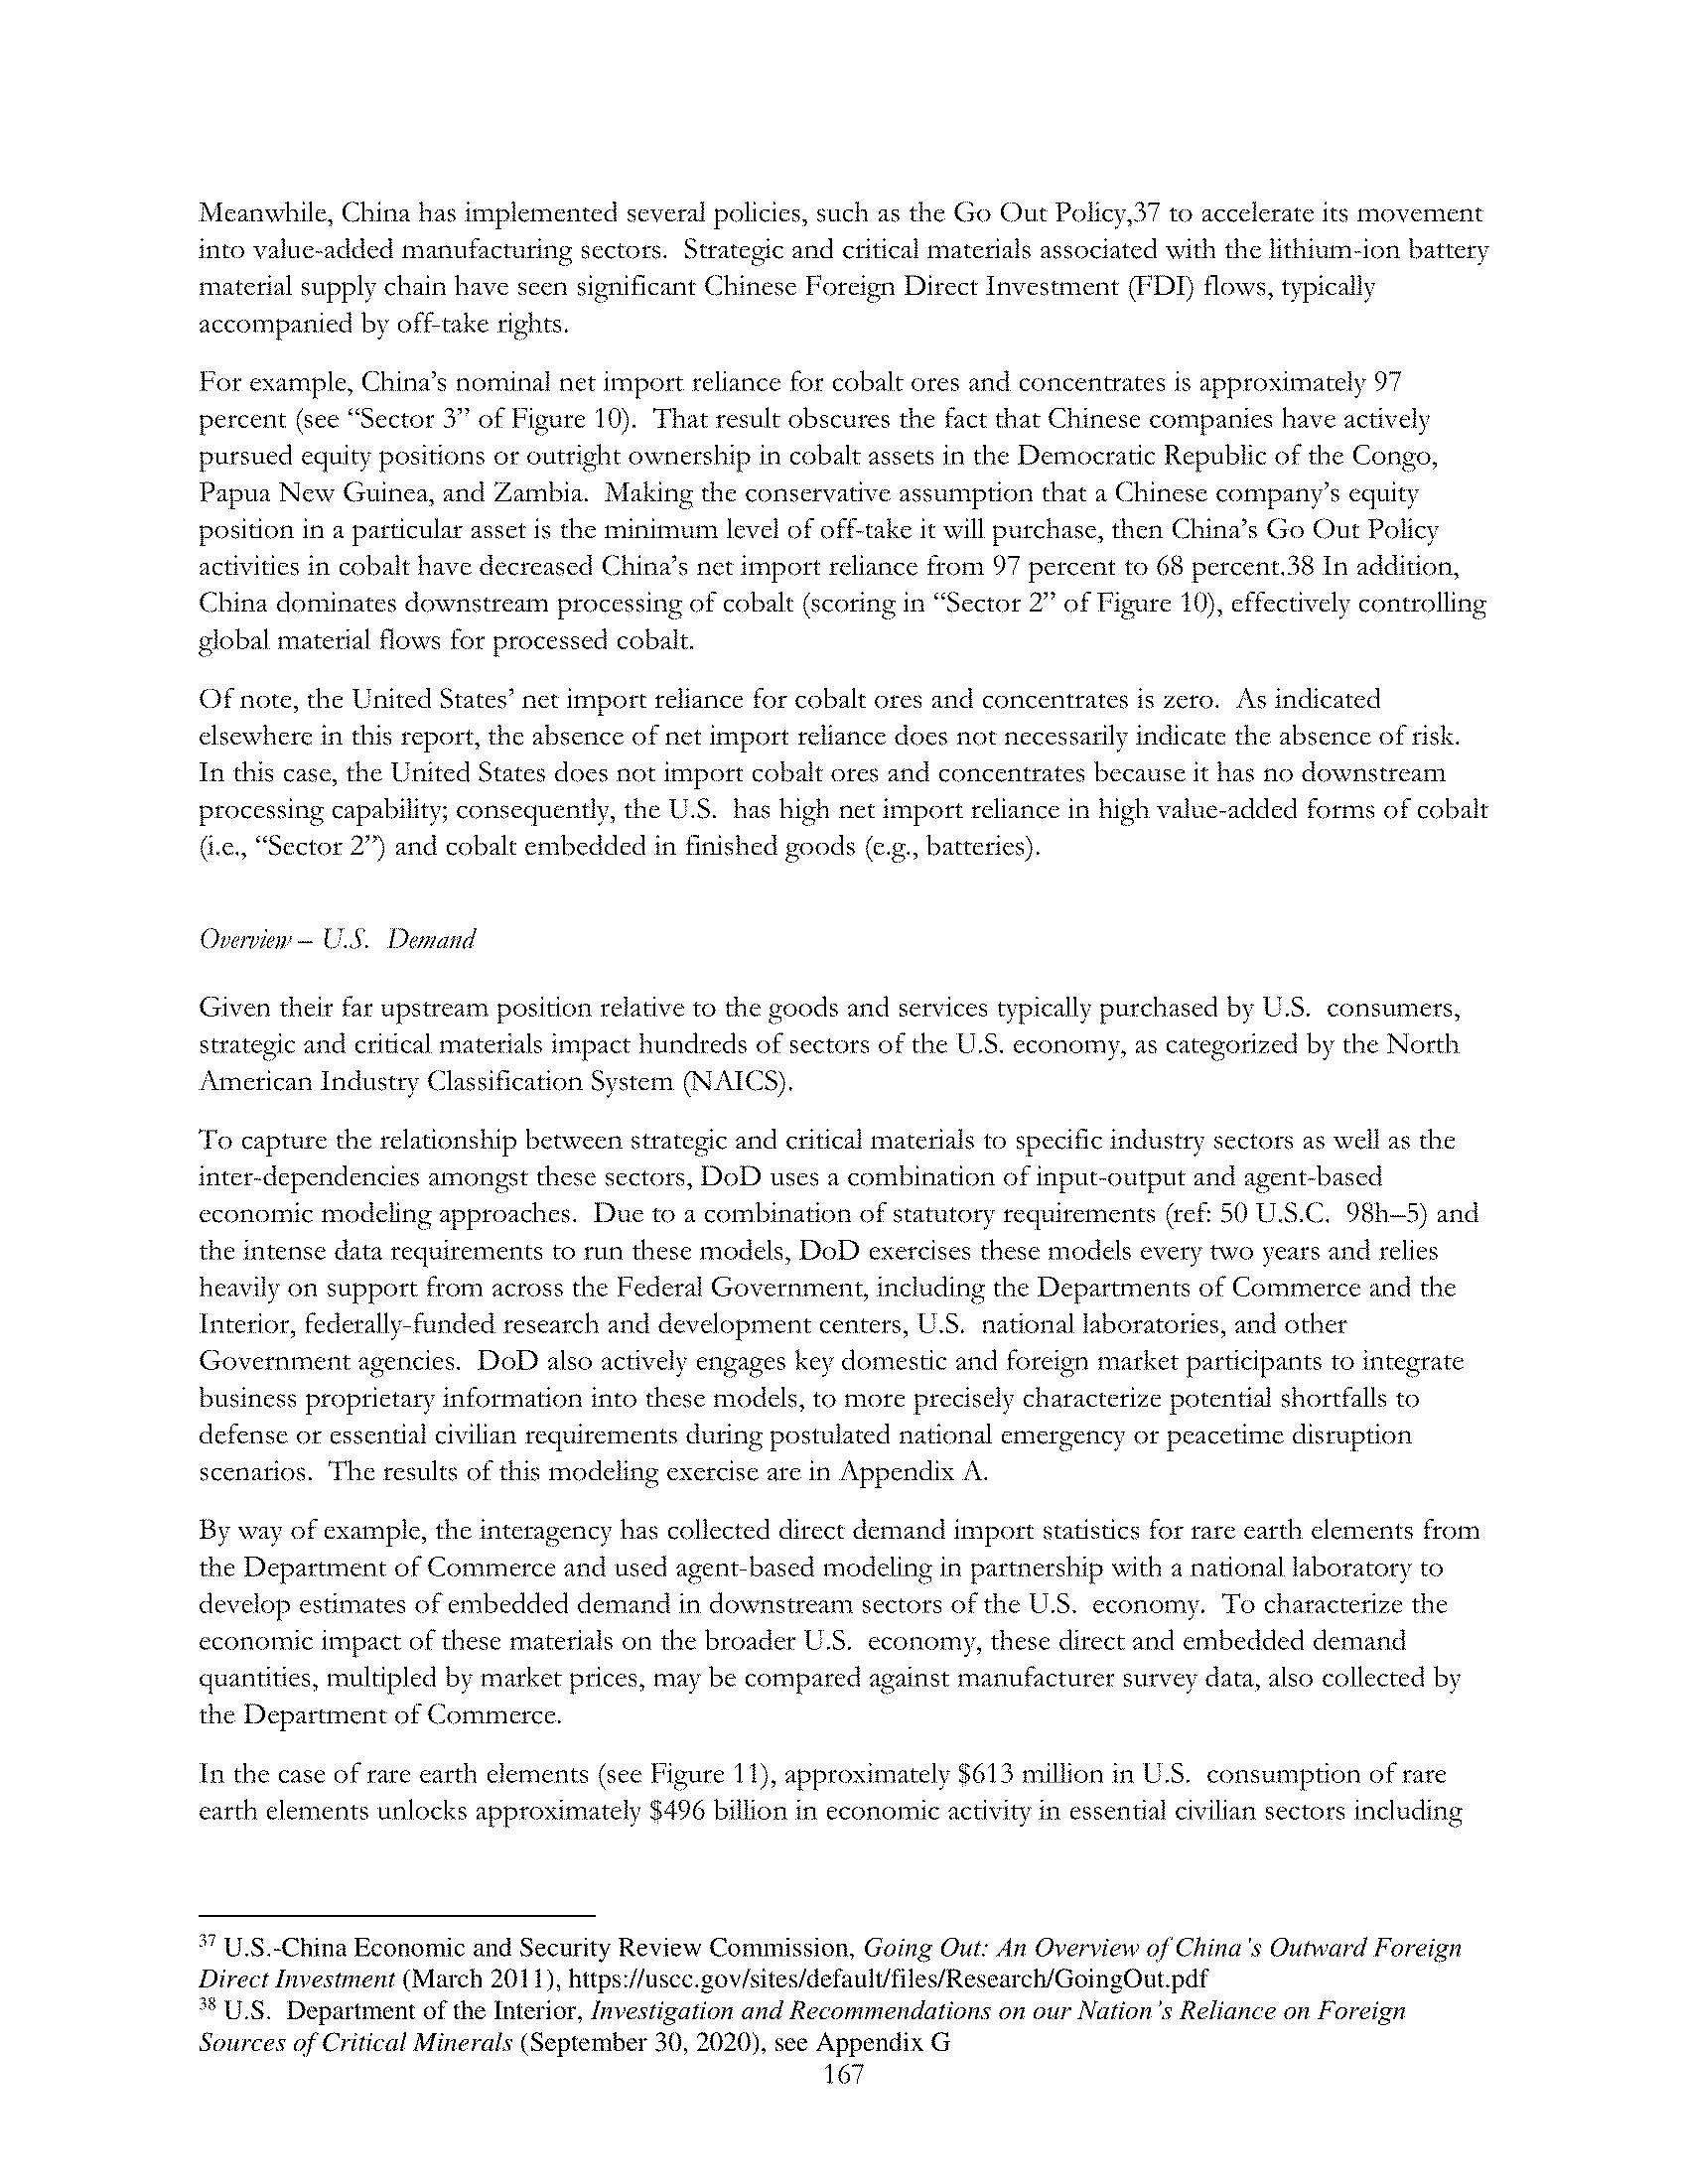 Meanwhile, China has implemented several policies, such as the Go Out Policy,37 to accelerate its movement
into value-added manufacturing sectors.  Strategic and critical materials associated with the lithium-ion battery
material supply chain have seen significant Chinese Foreign Direct Investment (FDI) flows, typically
accompanied by off-take rights.
For example, China’s nominal net import reliance for cobalt ores and concentrates is approximately 97
percent (see “Sector 3” of Figure 10).  That result obscures the fact that Chinese companies have actively
pursued equity positions or outright ownership in cobalt assets in the Democratic Republic of the Congo,
Papua New Guinea, and Zambia.  Making the conservative assumption that a Chinese company’s equity
position in a particular asset is the minimum level of off-take it will purchase, then China’s Go Out Policy
activities in cobalt have decreased China’s net import reliance from 97 percent to 68 percent.38 In addition,
China dominates downstream processing of cobalt (scoring in “Sector 2” of Figure 10), effectively controlling
global material flows for processed cobalt.
Of note, the United States’ net import reliance for cobalt ores and concentrates is zero.  As indicated
elsewhere in this report, the absence of net import reliance does not necessarily indicate the absence of risk.
In this case, the United States does not import cobalt ores and concentrates because it has no downstream
processing capability; consequently, the U.S.  has high net import reliance in high value-added forms of cobalt
(i.e., “Sector 2”) and cobalt embedded in finished goods (e.g., batteries).
Overview – U.S.  Demand
Given their far upstream position relative to the goods and services typically purchased by U.S.  consumers,
strategic and critical materials impact hundreds of sectors of the U.S. economy, as categorized by the North
American Industry Classification System (NAICS).
To capture the relationship between strategic and critical materials to specific industry sectors as well as the
inter-dependencies amongst these sectors, DoD uses a combination of input-output and agent-based
economic modeling approaches.  Due to a combination of statutory requirements (ref: 50 U.S.C.  98h–5) and
the intense data requirements to run these models, DoD exercises these models every two years and relies
heavily on support from across the Federal Government, including the Departments of Commerce and the
Interior, federally-funded research and development centers, U.S.  national laboratories, and other
Government agencies.  DoD also actively engages key domestic and foreign market participants to integrate
business proprietary information into these models, to more precisely characterize potential shortfalls to
defense or essential civilian requirements during postulated national emergency or peacetime disruption
scenarios.  The results of this modeling exercise are in Appendix A.
By way of example, the interagency has collected direct demand import statistics for rare earth elements from
the Department of Commerce and used agent-based modeling in partnership with a national laboratory to
develop estimates of embedded demand in downstream sectors of the U.S.  economy.  To characterize the
economic impact of these materials on the broader U.S.  economy, these direct and embedded demand
quantities, multipled by market prices, may be compared against manufacturer survey data, also collected by
the Department of Commerce.
In the case of rare earth elements (see Figure 11), approximately $613 million in U.S.  consumption of rare
earth elements unlocks approximately $496 billion in economic activity in essential civilian sectors including
37 U.S.-China Economic and Security Review Commission, Going Out: An Overview of China's Outward Foreign
Direct Investment (March 2011), https://uscc.gov/sites/default/files/Research/GoingOut.pdf
38 U.S.  Department of the Interior, Investigation and Recommendations on our Nation's Reliance on Foreign
Sources of Critical Minerals (September 30, 2020), see Appendix G
167